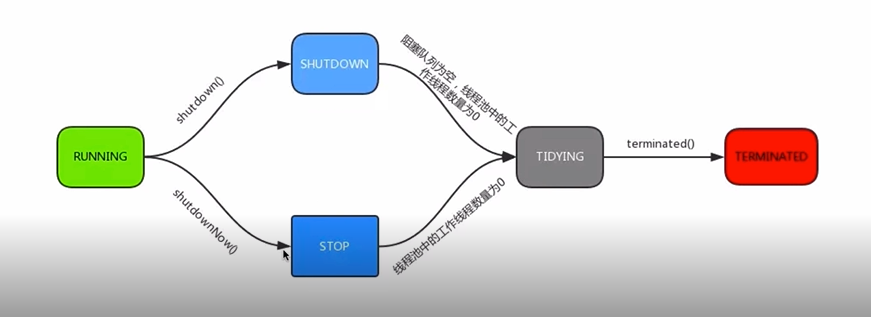 SHUTDOWN
阻塞队列为空，线程池中的工
作线程数量为0
shutdown()
RUNNING
TIDYING
terminated()
TERMINATED
shutdownNow()
STOP
线程池中的工作线程数量为0